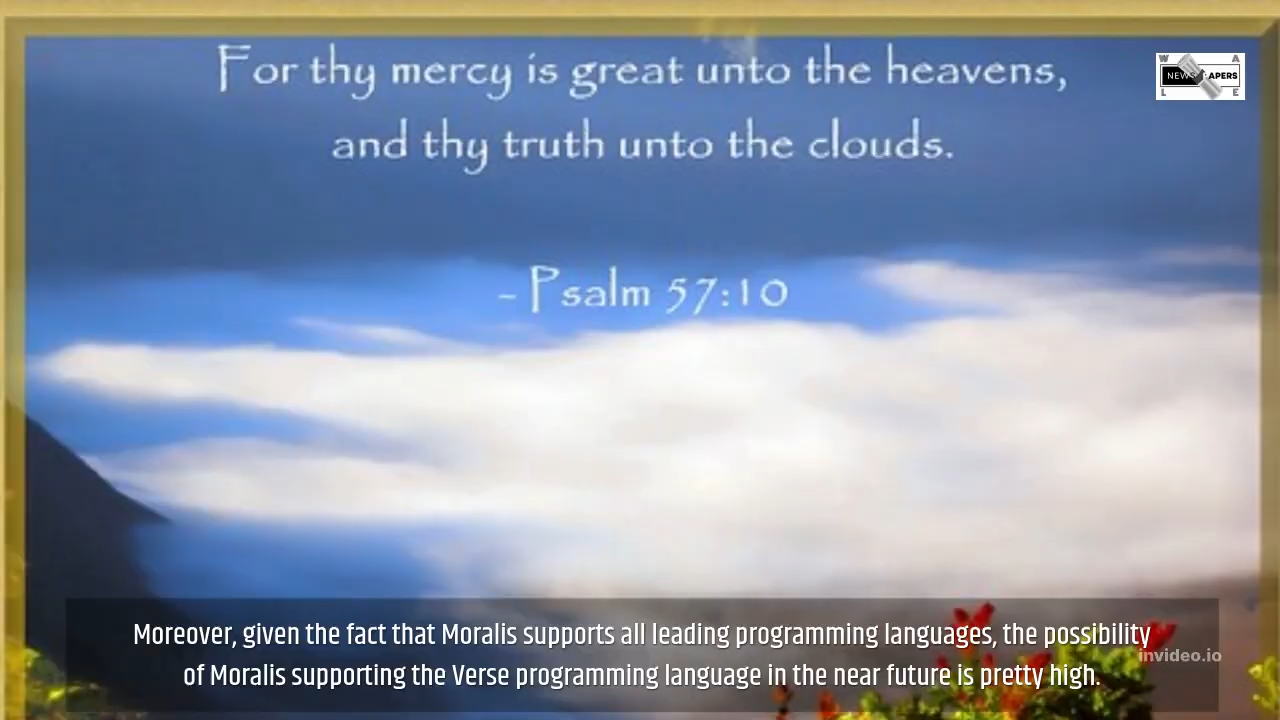 For thy mercy is great unto the heavens,
and thy truth unto the clouds.
- Psalm 57:10
W A
NEWS APERS
L E
Moreover, given the fact that Moralis supports all leading programming languages, the possibility
invideo.io
of Moralis supporting the Verse programming language in the near future is pretty high.